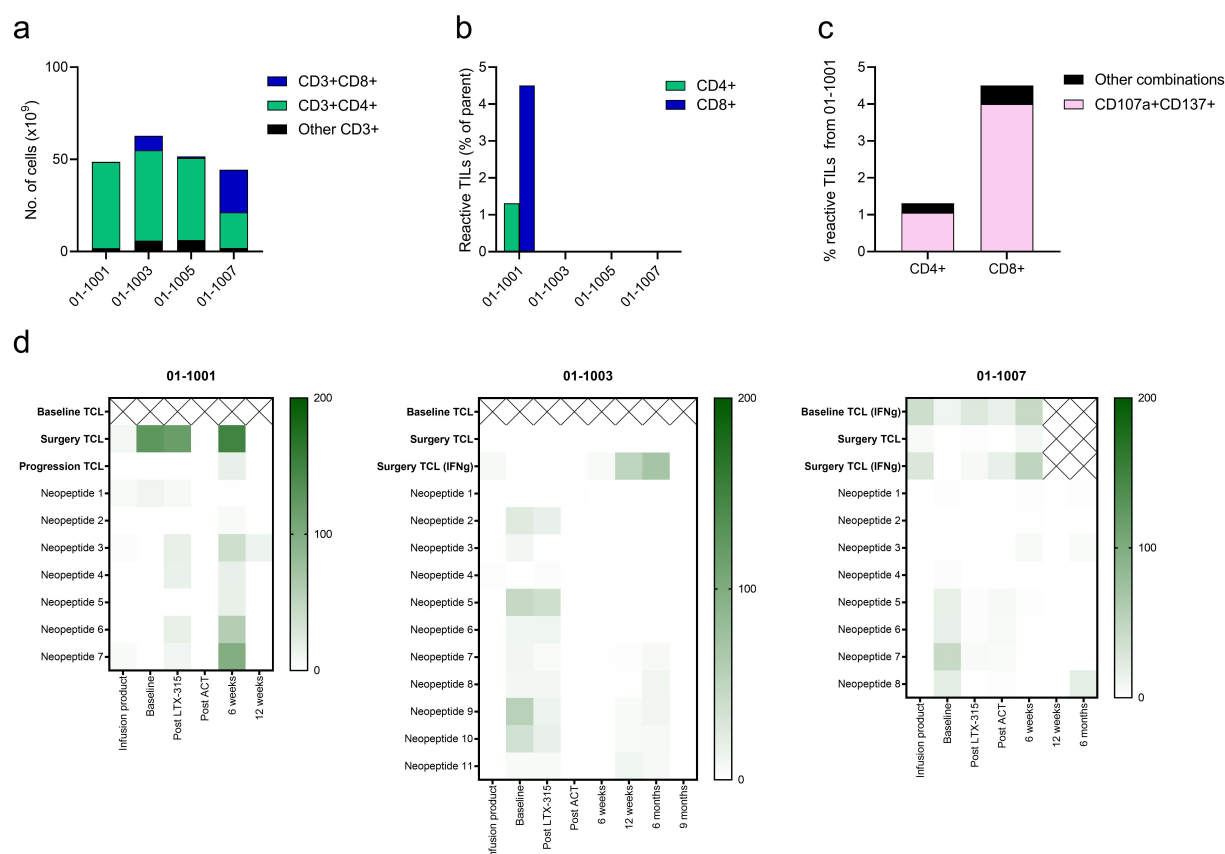 a
100
50
0
No. of cells (x10⁹)
01-1001
01-1003
01-1005
01-1007
CD3+CD8+
CD3+CD4+
Other CD3+
b
5
4
3
2
1
0
Reactive TILs (% of parent)
01-1001
01-1003
01-1005
01-1007
CD4+
CD8+
c
5
4
3
2
1
0
% reactive TILs from 01-1001
CD4+
CD8+
Other combinations
CD107a+CD137+
d
01-1001
Baseline TCL
Surgery TCL
Progression TCL
Neopeptide 1
Neopeptide 2
Neopeptide 3
Neopeptide 4
Neopeptide 5
Neopeptide 6
Neopeptide 7
Infusion product
Baseline
Post LTX-315
Post ACT
6 weeks
12 weeks
200
100
0
01-1003
Baseline TCL
Surgery TCL
Surgery TCL (IFNg)
Neopeptide 1
Neopeptide 2
Neopeptide 3
Neopeptide 4
Neopeptide 5
Neopeptide 6
Neopeptide 7
Neopeptide 8
Neopeptide 9
Neopeptide 10
Neopeptide 11
nfusion product
Baseline
Post LTX-315
Post ACT
6 weeks
12 weeks
6 months
9 months
200
100
0
01-1007
Baseline TCL (IFNg)
Surgery TCL
Surgery TCL (IFNg)
Neopeptide 1
Neopeptide 2
Neopeptide 3
Neopeptide 4
Neopeptide 5
Neopeptide 6
Neopeptide 7
Neopeptide 8
Infusion product
Baseline
Post LTX-315
Post ACT
6 weeks
12 weeks
6 months
200
100
0